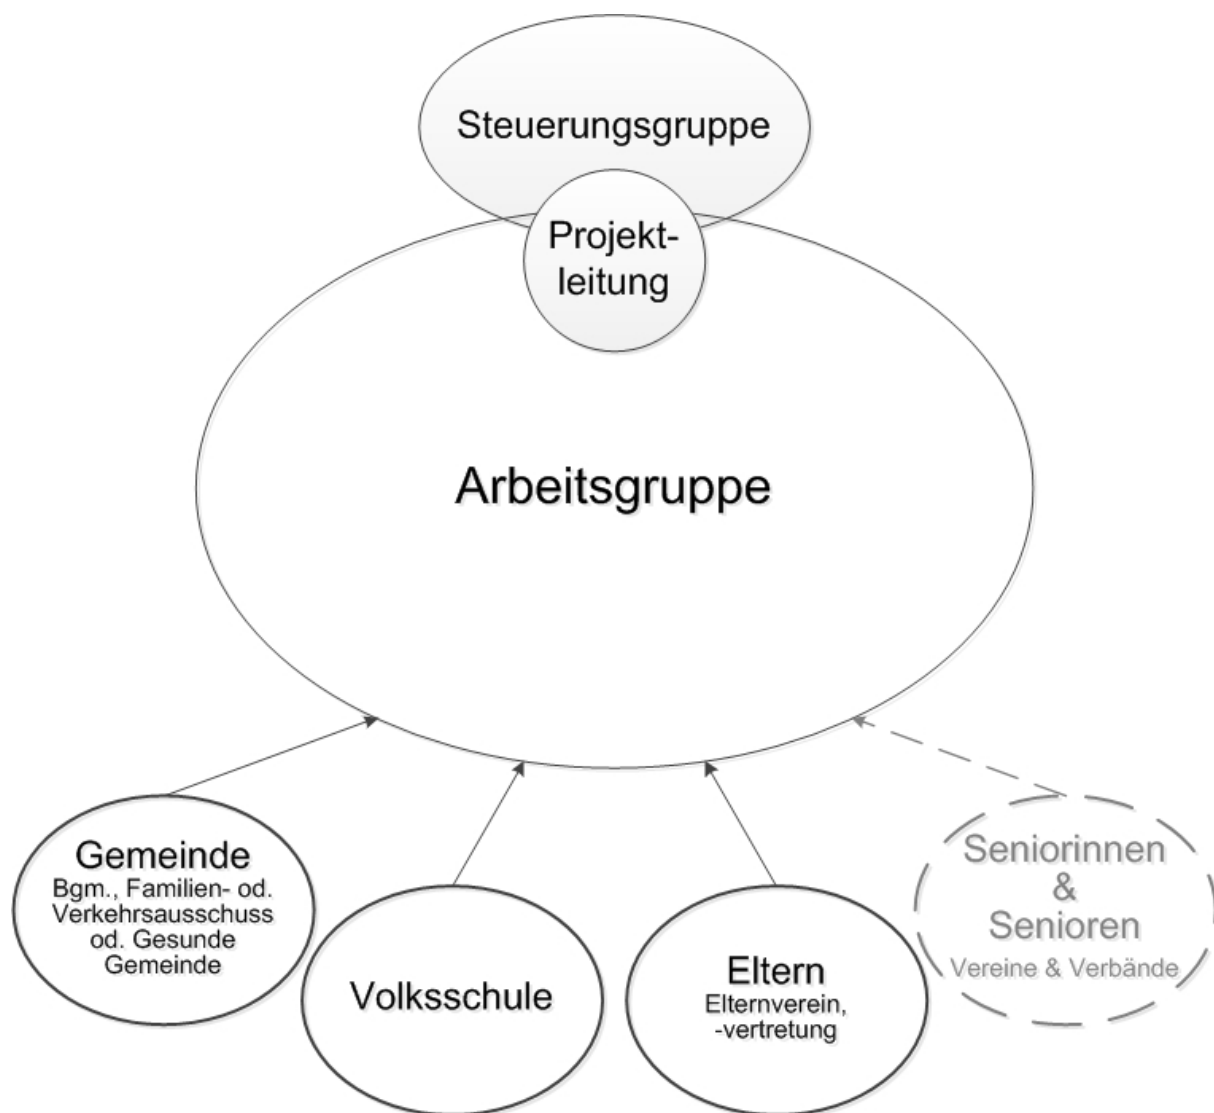 Steuerungsgruppe
Projekt-
leitung
Arbeitsgruppe
Gemeinde
Bgm., Familien- od.
Verkehrsausschuss
od. Gesunde
Gemeinde
Volksschule
Eltern
Elternverein,
-vertretung
Seniorinnen
&
Senioren
Vereine & Verbände